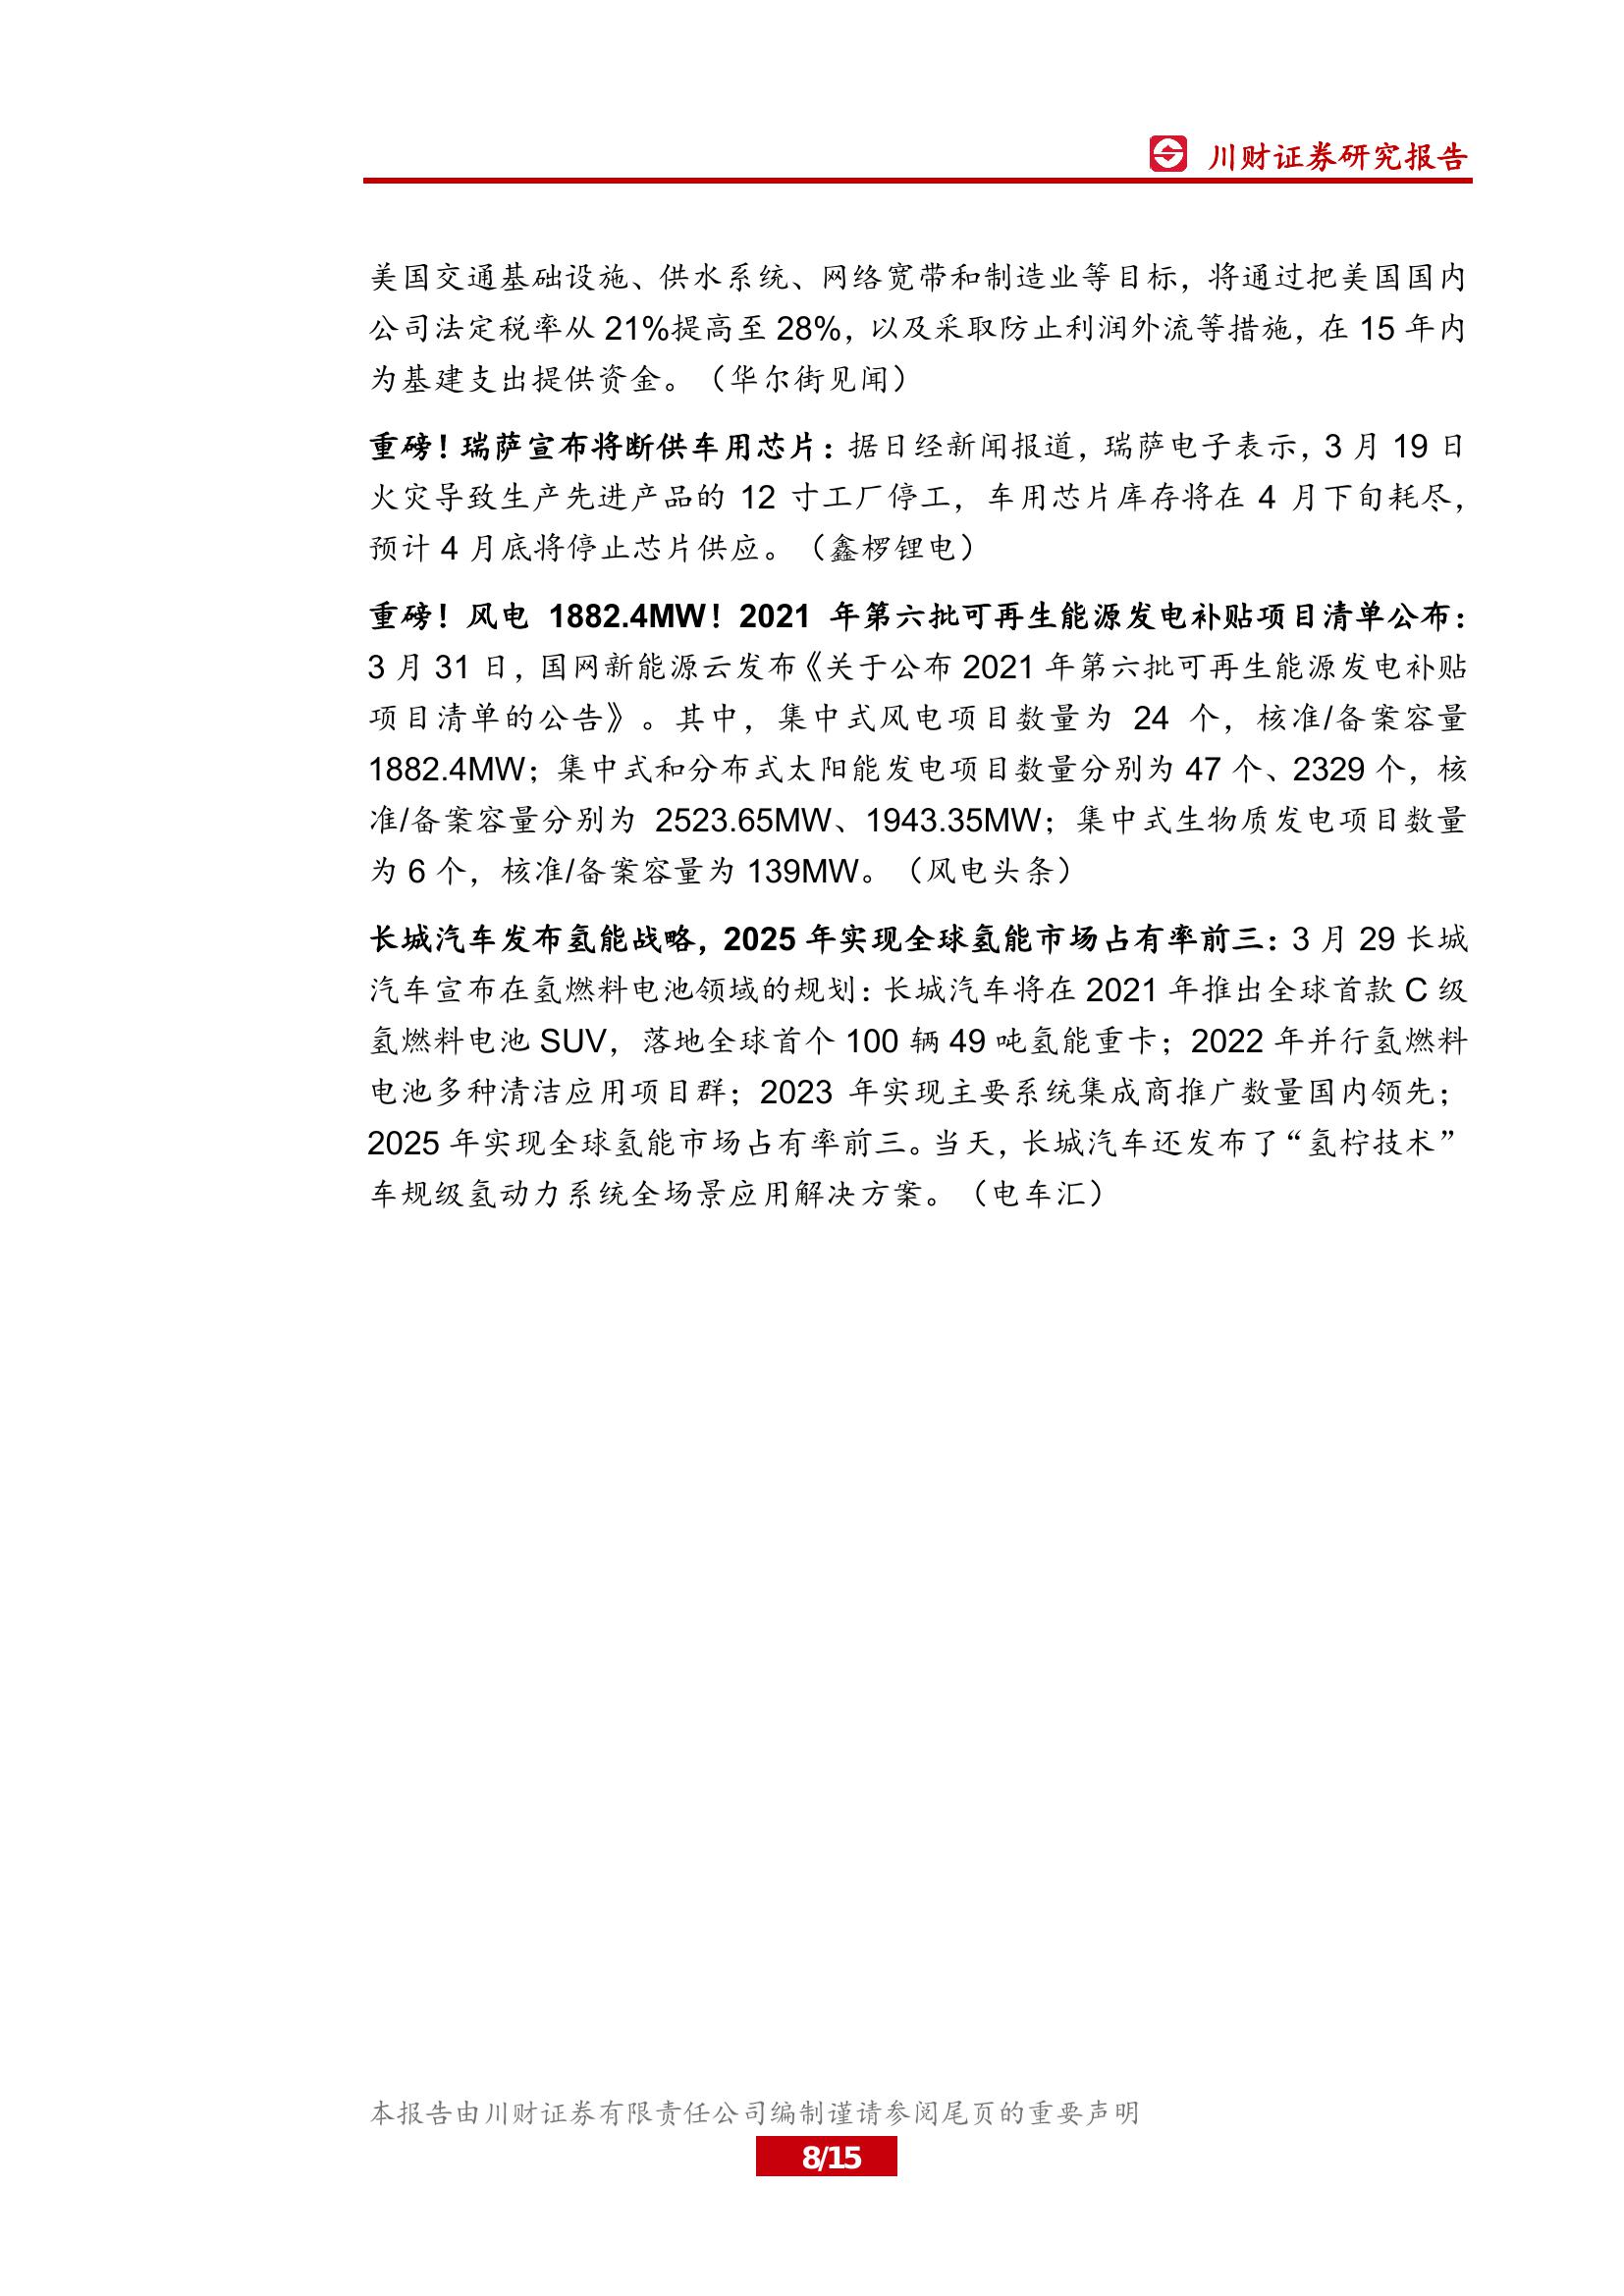 川财证券研究报告
美国交通基础设施、供水系统、网络宽带和制造业等目标，将通过把美国国内
公司法定税率从 21%提高至 28%，以及采取防止利润外流等措施，在 15 年内
为基建支出提供资金。（华尔街见闻）
重磅！瑞萨宣布将断供车用芯片：据日经新闻报道，瑞萨电子表示，3 月 19 日
火灾导致生产先进产品的 12 寸工厂停工，车用芯片库存将在 4 月下旬耗尽，
预计 4 月底将停止芯片供应。（鑫椤锂电）
重磅！风电 1882.4MW！2021 年第六批可再生能源发电补贴项目清单公布：
3 月 31 日，国网新能源云发布《关于公布 2021 年第六批可再生能源发电补贴
项目清单的公告》。其中，集中式风电项目数量为 24 个，核准/备案容量
1882.4MW；集中式和分布式太阳能发电项目数量分别为 47 个、2329 个，核
准/备案容量分别为 2523.65MW、1943.35MW；集中式生物质发电项目数量
为 6 个，核准/备案容量为 139MW。（风电头条）
长城汽车发布氢能战略，2025 年实现全球氢能市场占有率前三：3 月 29 长城
汽车宣布在氢燃料电池领域的规划：长城汽车将在 2021 年推出全球首款 C 级
氢燃料电池 SUV，落地全球首个 100 辆 49 吨氢能重卡；2022 年并行氢燃料
电池多种清洁应用项目群；2023 年实现主要系统集成商推广数量国内领先；
2025 年实现全球氢能市场占有率前三。当天，长城汽车还发布了“氢柠技术”
车规级氢动力系统全场景应用解决方案。（电车汇）
本报告由川财证券有限责任公司编制谨请参阅尾页的重要声明
8/15